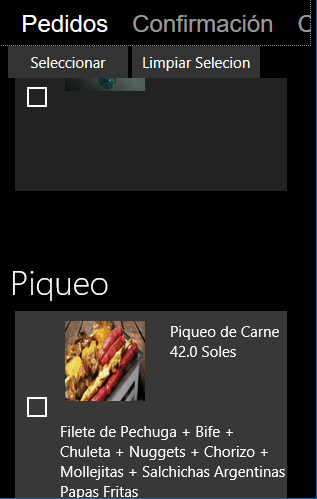 Pedidos Confirmación C
Seleccionar Limpiar Selecion
Piqueo
Piqueo de Carne
42.0 Soles
Filete de Pechuga + Bife +
Chuleta + Nuggets + Chorizo +
Mollejitas + Salchichas Argentinas
Papas Fritas